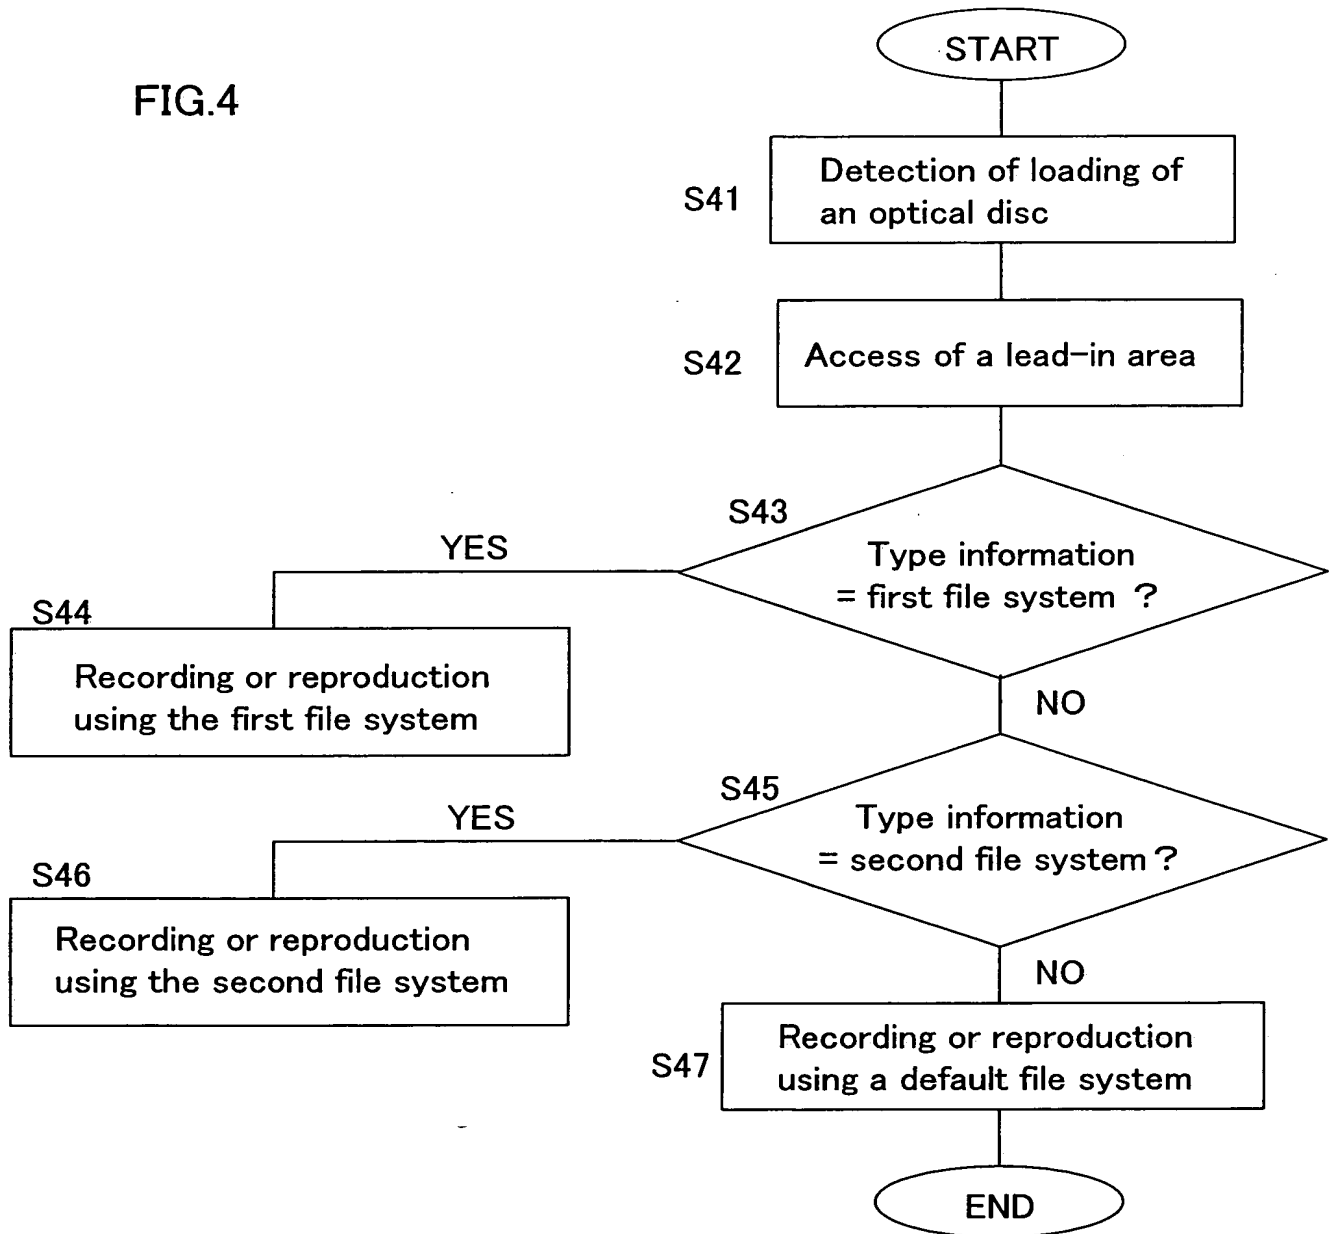 START
FIG.4
S41
Detection of loading of
an optical disc
S42
Access of a lead-in area
S43
Type information
= first file system ?
YES
S44
Recording or reproduction
using the first file system
NO
S45
Type information
= second file system ?
YES
S46
Recording or reproduction
using the second file system
NO
S47
Recording or reproduction
using a default file system
END